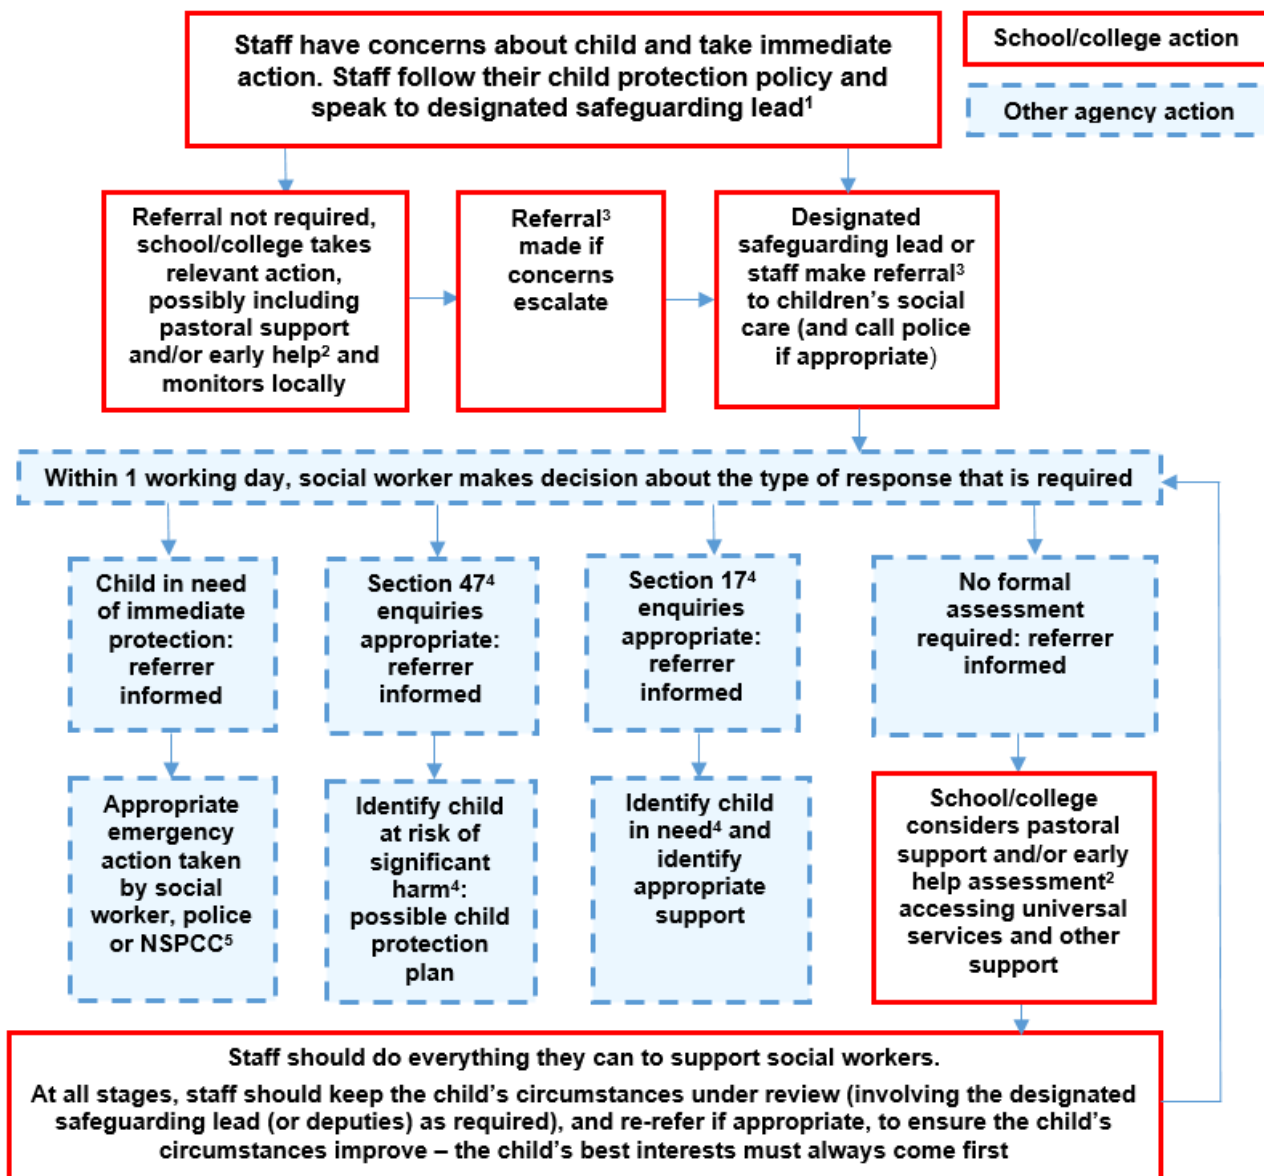 Staff have concerns about child and take immediate
action. Staff follow their child protection policy and
speak to designated safeguarding lead¹
School/college action
Other agency action
Referral not required,
school/college takes
relevant action,
possibly including
pastoral support
and/or early help² and
monitors locally
Referral³
made if
concerns
escalate
Designated
safeguarding lead or
staff make referral³
to children’s social
care (and call police
if appropriate)
Within 1 working day, social worker makes decision about the type of response that is required
Child in need
of immediate
protection:
referrer
informed
Section 47⁴
enquiries
appropriate:
referrer
informed
Section 17⁴
enquiries
appropriate:
referrer
informed
No formal
assessment
required: referrer
informed
Appropriate
emergency
action taken
by social
worker, police
or NSPCC⁵
Identify child
at risk of
significant
harm⁴:
possible child
protection
plan
Identify child
in need⁴ and
identify
appropriate
support
School/college
considers pastoral
support and/or early
help assessment²
accessing universal
services and other
support
Staff should do everything they can to support social workers.
At all stages, staff should keep the child’s circumstances under review (involving the designated
safeguarding lead (or deputies) as required), and re-refer if appropriate, to ensure the child’s
circumstances improve – the child’s best interests must always come first